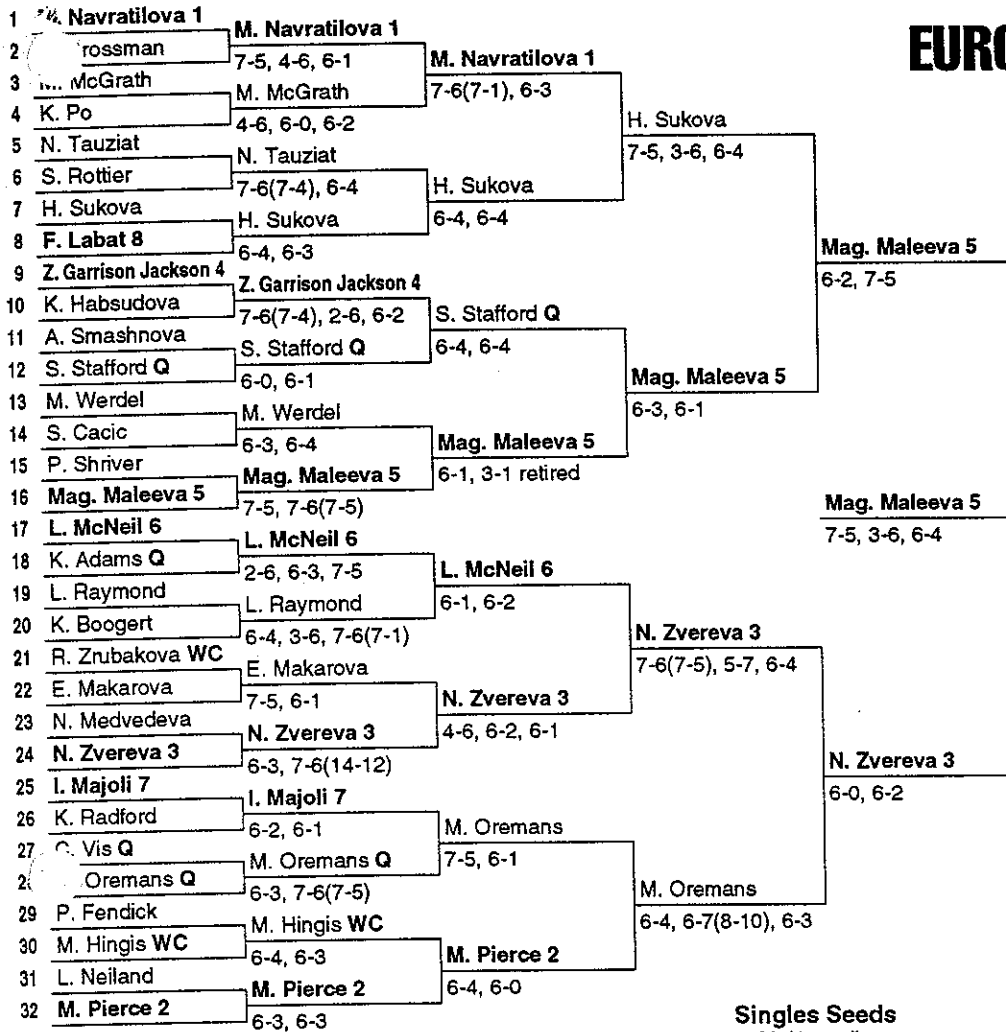 EURO
1 Navratilova 1
2 rossman
3 McGrath
4 K. Po
5 N. Tauziat
6 S. Rottier
7 H. Sukova
8 F. Labat 8
9 Z. Garrison Jackson 4
10 K. Habsudova
11 A. Smashnova
12 S. Stafford Q
13 M. Werdel
14 S. Cacic
15 P. Shriver
16 Mag. Maleeva 5
17 L. McNeil 6
18 K. Adams Q
19 L. Raymond
20 K. Boogert
21 R. Zrubakova WC
22 E. Makarova
23 N. Medvedeva
24 N. Zvereva 3
25 I. Majoli 7
26 K. Radford
27 Vis Q
Oremans Q
29 P. Fendick
30 M. Hingis WC
31 L. Neiland
32 M. Pierce 2
M. Navratilova 1
7-5, 4-6, 6-1
M. McGrath
4-6, 6-0, 6-2
N. Tauziat
7-6(7-4), 6-4
H. Sukova
6-4, 6-3
Z. Garrison Jackson 4
7-6(7-4), 2-6, 6-2
S. Stafford Q
6-0, 6-1
M. Werdel
6-3, 6-4
Mag. Maleeva 5
7-5, 7-6(7-5)
L. McNeil 6
2-6, 6-3, 7-5
L. Raymond
6-4, 3-6, 7-6(7-1)
E. Makarova
7-5, 6-1
N. Zvereva 3
6-3, 7-6(14-12)
I. Majoli 7
6-2, 6-1
M. Oremans Q
6-3, 7-6(7-5)
M. Hingis WC
6-4, 6-3
M. Pierce 2
6-3, 6-3
M. Navratilova 1
7-6(7-1), 6-3
H. Sukova
6-4, 6-4
S. Stafford Q
6-4, 6-4
Mag. Maleeva 5
6-1, 3-1 retired
L. McNeil 6
6-1, 6-2
N. Zvereva 3
4-6, 6-2, 6-1
M. Oremans
7-5, 6-1
M. Pierce 2
6-4, 6-0
H. Sukova
7-5, 3-6, 6-4
Mag. Maleeva 5
6-3, 6-1
N. Zvereva 3
7-6(7-5), 5-7, 6-4
M. Oremans
6-4, 6-7(8-10), 6-3
Mag. Maleeva 5
6-2, 7-5
N. Zvereva 3
6-0, 6-2
Mag. Maleeva 5
7-5, 3-6, 6-4
Singles Seeds